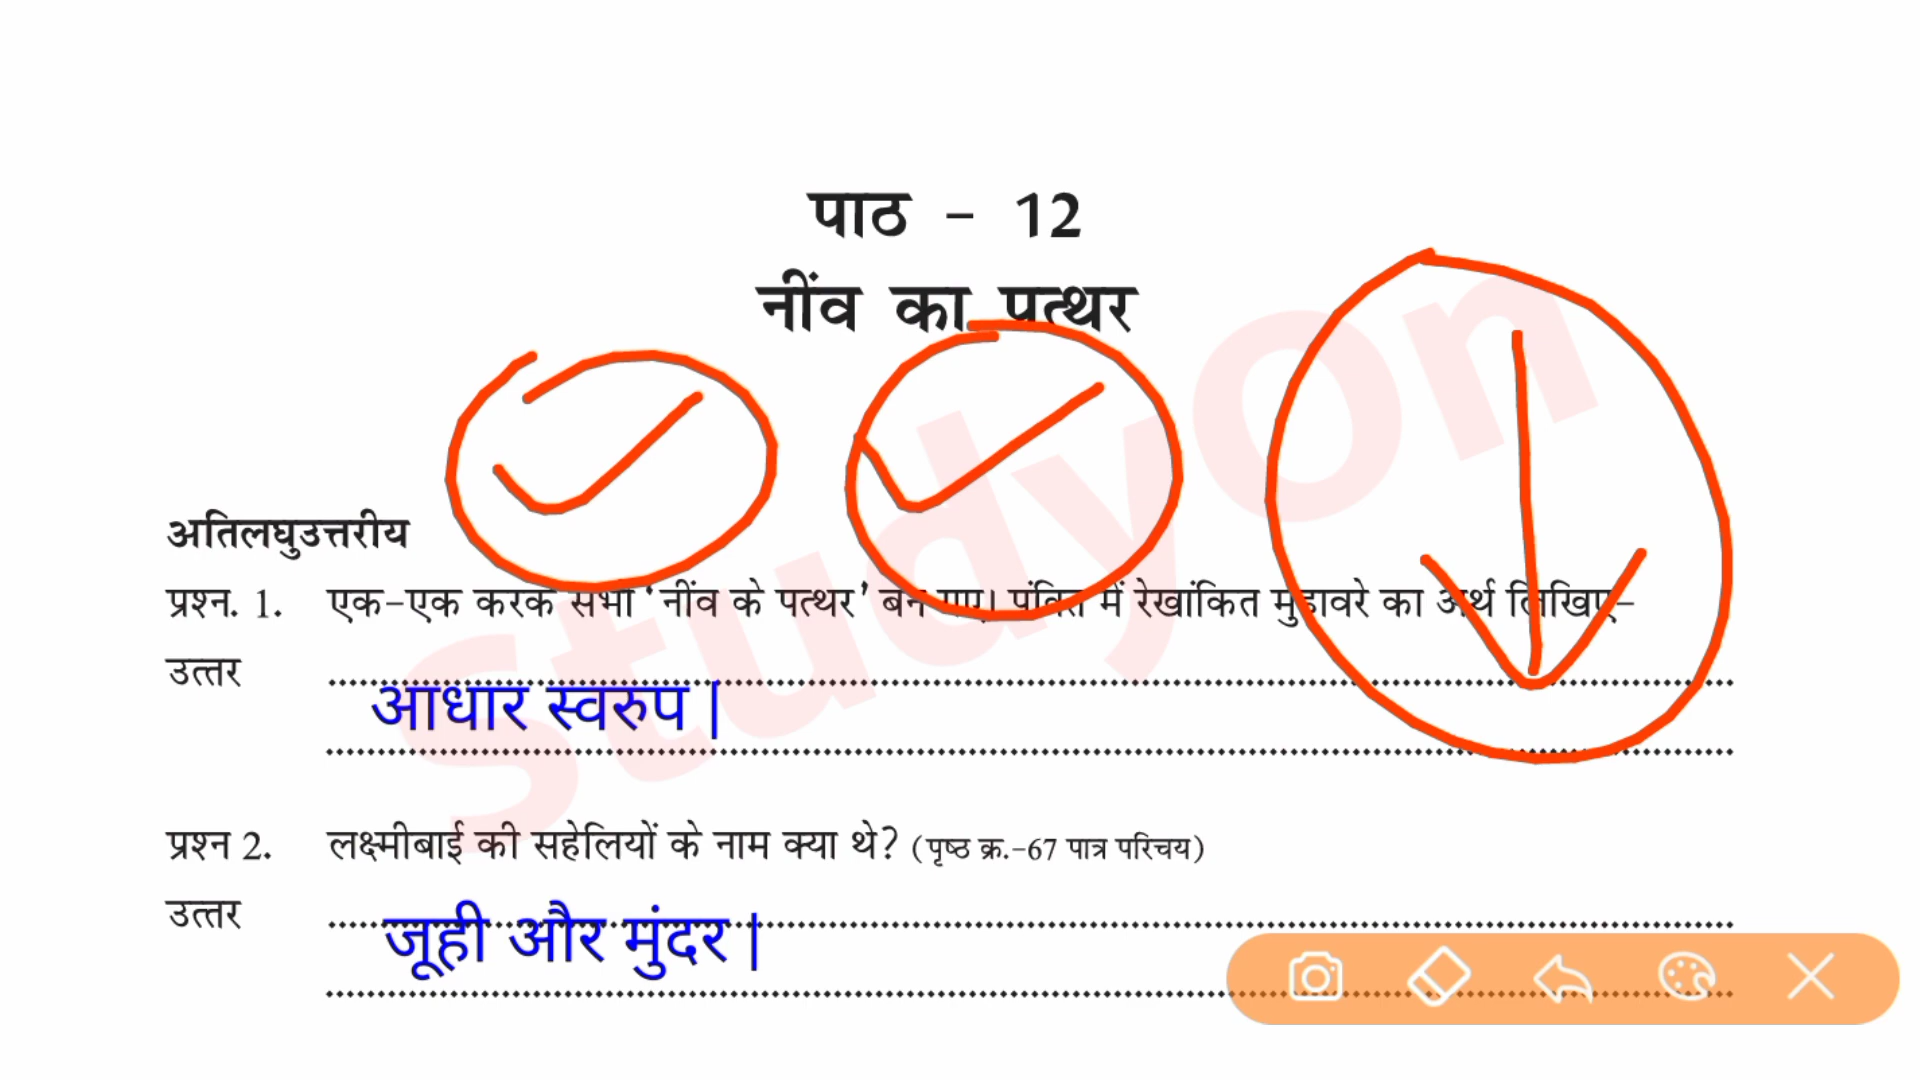 पाठ - 12
नींव का पत्थर
अतिलघुउत्तरीय
प्रश्न. 1. एक-एक करके सभी 'नींव के पत्थर' बन गए। पंक्ति में रेखांकित मुहावरे का अर्थ लिखिए-
उत्तर
आधार स्वरुप |
प्रश्न 2. लक्ष्मीबाई की सहेलियों के नाम क्या थे? (पृष्ठ क्र.-67 पात्र परिचय)
उत्तर
जूही और मुंदर |
studyon